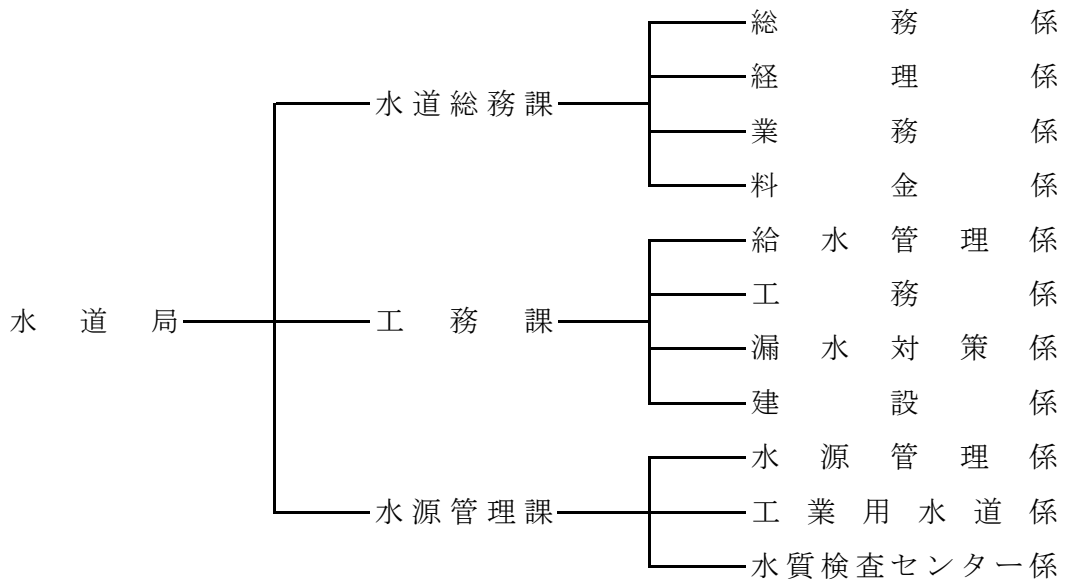 水道局
水道総務課
総務係
経理係
業務係
料金係
工務課
給水管理係
工務係
漏水対策係
建設係
水源管理課
水源管理係
工業用水道係
水質検査センター係